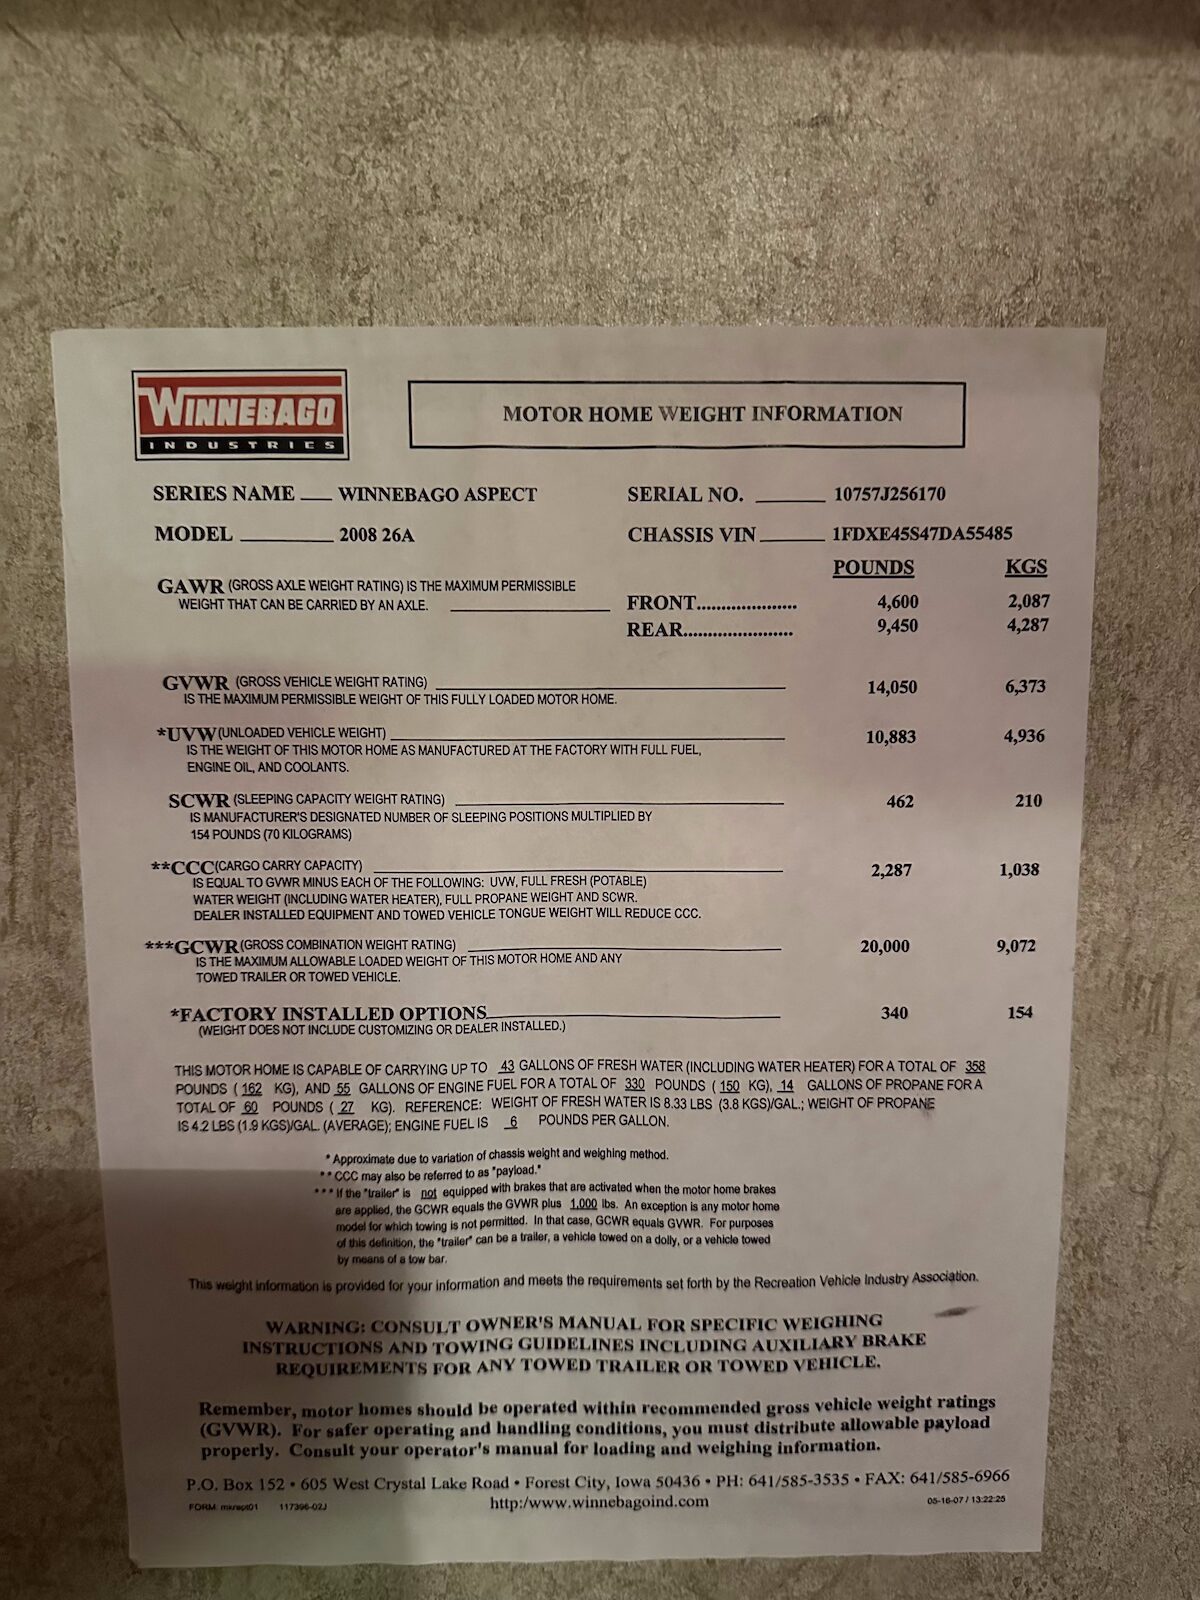 WINNEBAGO
INDUSTRIES
MOTOR HOME WEIGHT INFORMATION
SERIES NAME ___ WINNEBAGO ASPECT SERIAL NO. ______ 10757J256170
MODEL ________ 2008 26A CHASSIS VIN ______ 1FDXE45S47DA55485
POUNDS KGS
GAWR (GROSS AXLE WEIGHT RATING) IS THE MAXIMUM PERMISSIBLE
WEIGHT THAT CAN BE CARRIED BY AN AXLE. ______________ FRONT..................... 4,600 2,087
REAR....................... 9,450 4,287
GVWR (GROSS VEHICLE WEIGHT RATING) ______________ 14,050 6,373
IS THE MAXIMUM PERMISSIBLE WEIGHT OF THIS FULLY LOADED MOTOR HOME.
*UVW (UNLOADED VEHICLE WEIGHT) ______________ 10,883 4,936
IS THE WEIGHT OF THIS MOTOR HOME AS MANUFACTURED AT THE FACTORY WITH FULL FUEL,
ENGINE OIL, AND COOLANTS.
SCWR (SLEEPING CAPACITY WEIGHT RATING) ______________ 462 210
IS MANUFACTURER'S DESIGNATED NUMBER OF SLEEPING POSITIONS MULTIPLIED BY
154 POUNDS (70 KILOGRAMS)
**CCC (CARGO CARRY CAPACITY) ______________ 2,287 1,038
IS EQUAL TO GVWR MINUS EACH OF THE FOLLOWING: UVW, FULL FRESH (POTABLE)
WATER WEIGHT (INCLUDING WATER HEATER), FULL PROPANE WEIGHT AND SCWR.
DEALER INSTALLED EQUIPMENT AND TOWED VEHICLE TONGUE WEIGHT WILL REDUCE CCC.
***GCWR (GROSS COMBINATION WEIGHT RATING) ______________ 20,000 9,072
IS THE MAXIMUM ALLOWABLE LOADED WEIGHT OF THIS MOTOR HOME AND ANY
TOWED TRAILER OR TOWED VEHICLE.
*FACTORY INSTALLED OPTIONS ______________ 340 154
(WEIGHT DOES NOT INCLUDE CUSTOMIZING OR DEALER INSTALLED.)
THIS MOTOR HOME IS CAPABLE OF CARRYING UP TO 43 GALLONS OF FRESH WATER (INCLUDING WATER HEATER) FOR A TOTAL OF 358
POUNDS ( 162 KG), AND 55 GALLONS OF ENGINE FUEL FOR A TOTAL OF 330 POUNDS ( 150 KG), 14 GALLONS OF PROPANE FOR A
TOTAL OF 60 POUNDS ( 27 KG). REFERENCE: WEIGHT OF FRESH WATER IS 8.33 LBS (3.8 KGS)/GAL.; WEIGHT OF PROPANE
IS 4.2 LBS (1.9 KGS)/GAL. (AVERAGE); ENGINE FUEL IS 6 POUNDS PER GALLON.
* Approximate due to variation of chassis weight and weighing method.
** CCC may also be referred to as "payload."
*** If the "trailer" is not equipped with brakes that are activated when the motor home brakes
are applied, the GCWR equals the GVWR plus 1,000 lbs. An exception is any motor home
model for which towing is not permitted. In that case, GCWR equals GVWR. For purposes
of this definition, the "trailer" can be a trailer, a vehicle towed on a dolly, or a vehicle towed
by means of a tow bar.
This weight information is provided for your information and meets the requirements set forth by the Recreation Vehicle Industry Association.
WARNING: CONSULT OWNER'S MANUAL FOR SPECIFIC WEIGHING
INSTRUCTIONS AND TOWING GUIDELINES INCLUDING AUXILIARY BRAKE
REQUIREMENTS FOR ANY TOWED TRAILER OR TOWED VEHICLE.
Remember, motor homes should be operated within recommended gross vehicle weight ratings
(GVWR). For safer operating and handling conditions, you must distribute allowable payload
properly. Consult your operator's manual for loading and weighing information.
P.O. Box 152 • 605 West Crystal Lake Road • Forest City, Iowa 50436 • PH: 641/585-3535 • FAX: 641/585-6966
FORM: 117396-02J http:/www.winnebagoind.com 05-16-07 / 13:22:25